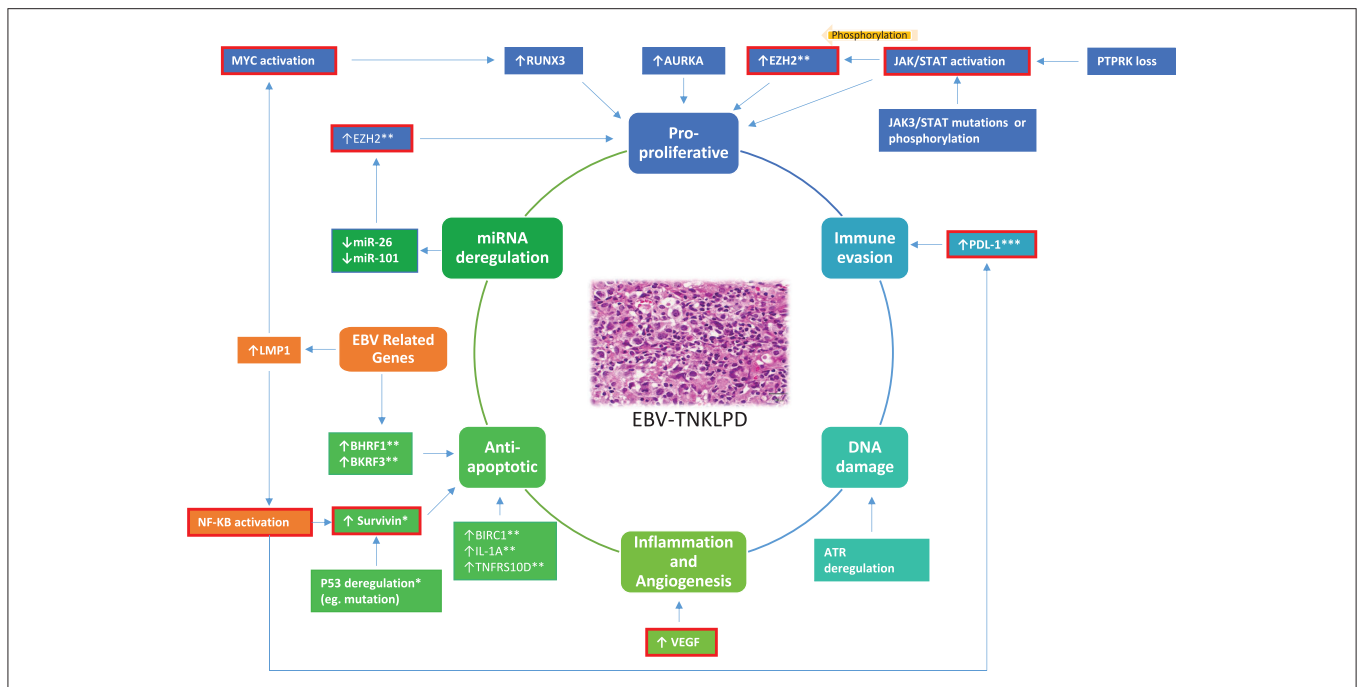 Phosphorylation
MYC activation
↑RUNX3
↑AURKA
↑EZH2**
JAK/STAT activation
PTPRK loss
JAK3/STAT mutations or
phosphorylation
↑EZH2**
Pro-
proliferative
↓miR-26
↓miR-101
miRNA
deregulation
Immune
evasion
↑PDL-1***
↑LMP1
EBV Related
Genes
EBV-TNKLPD
↑BHRF1**
↑BKRF3**
Anti-
apoptotic
DNA
damage
NF-KB activation
↑ Survivin*
↑BIRC1**
↑IL-1A**
↑TNFRS10D**
Inflammation
and
Angiogenesis
ATR
deregulation
P53 deregulation*
(eg. mutation)
↑ VEGF